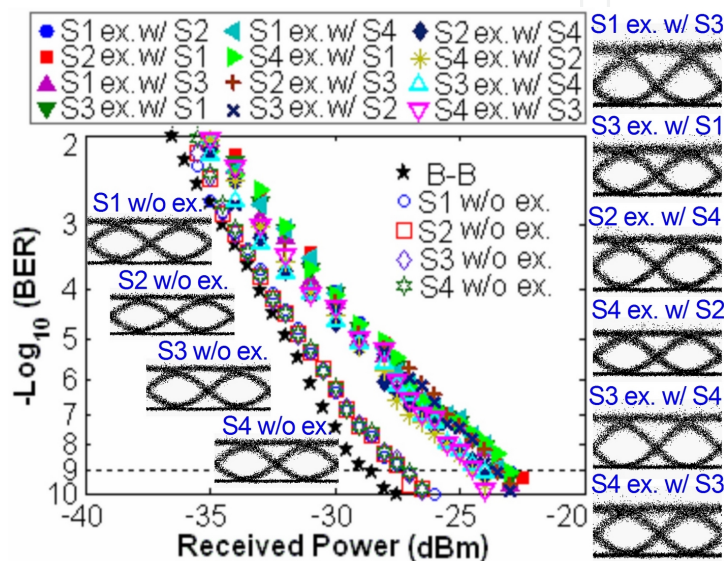 S1 ex. w/ S2 S1 ex. w/ S4 S2 ex. w/ S4
S2 ex. w/ S1 S4 ex. w/ S1 S4 ex. w/ S2
S1 ex. w/ S3 S2 ex. w/ S3 S3 ex. w/ S4
S3 ex. w/ S1 S3 ex. w/ S2 S4 ex. w/ S3
B-B
S1 w/o ex.
S2 w/o ex.
S3 w/o ex.
S4 w/o ex.
S1 w/o ex.
S2 w/o ex.
S3 w/o ex.
S4 w/o ex.
-Log10 (BER)
2
3
4
5
6
7
8
9
10
-40 -35 -30 -25 -20
Received Power (dBm)
S1 ex. w/ S3
S3 ex. w/ S1
S2 ex. w/ S4
S4 ex. w/ S2
S3 ex. w/ S4
S4 ex. w/ S3